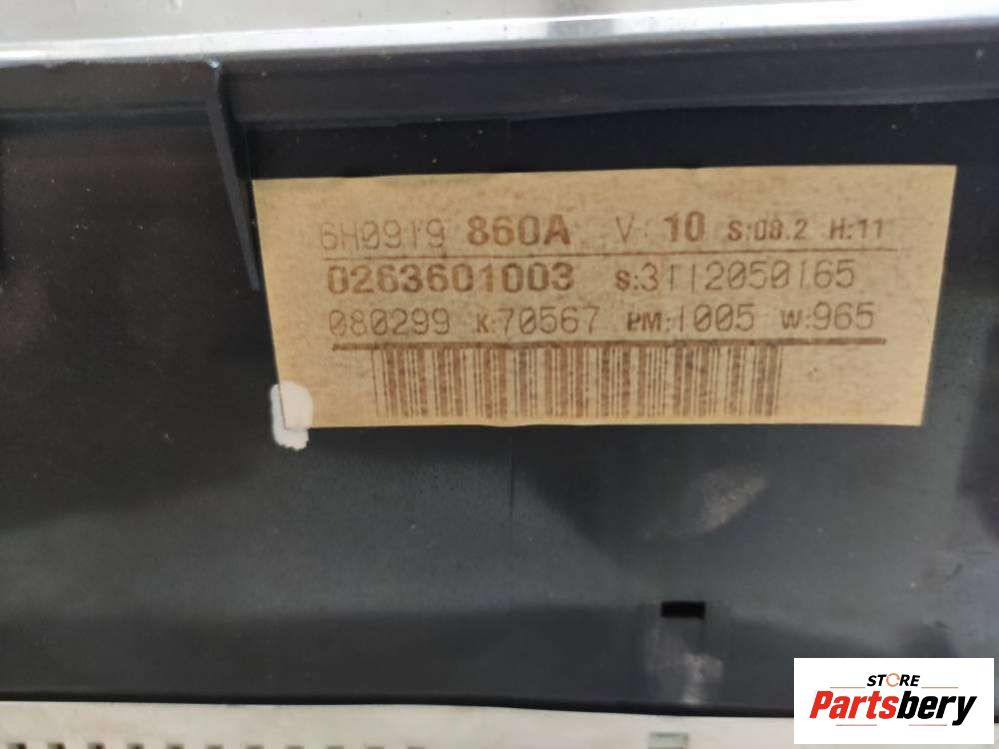 6H0919 860A V: 10 S:08.2 H:11
0263601003 S:3112050165
080299 K:70567 PM:1005 W:965
STORE
Partsbery